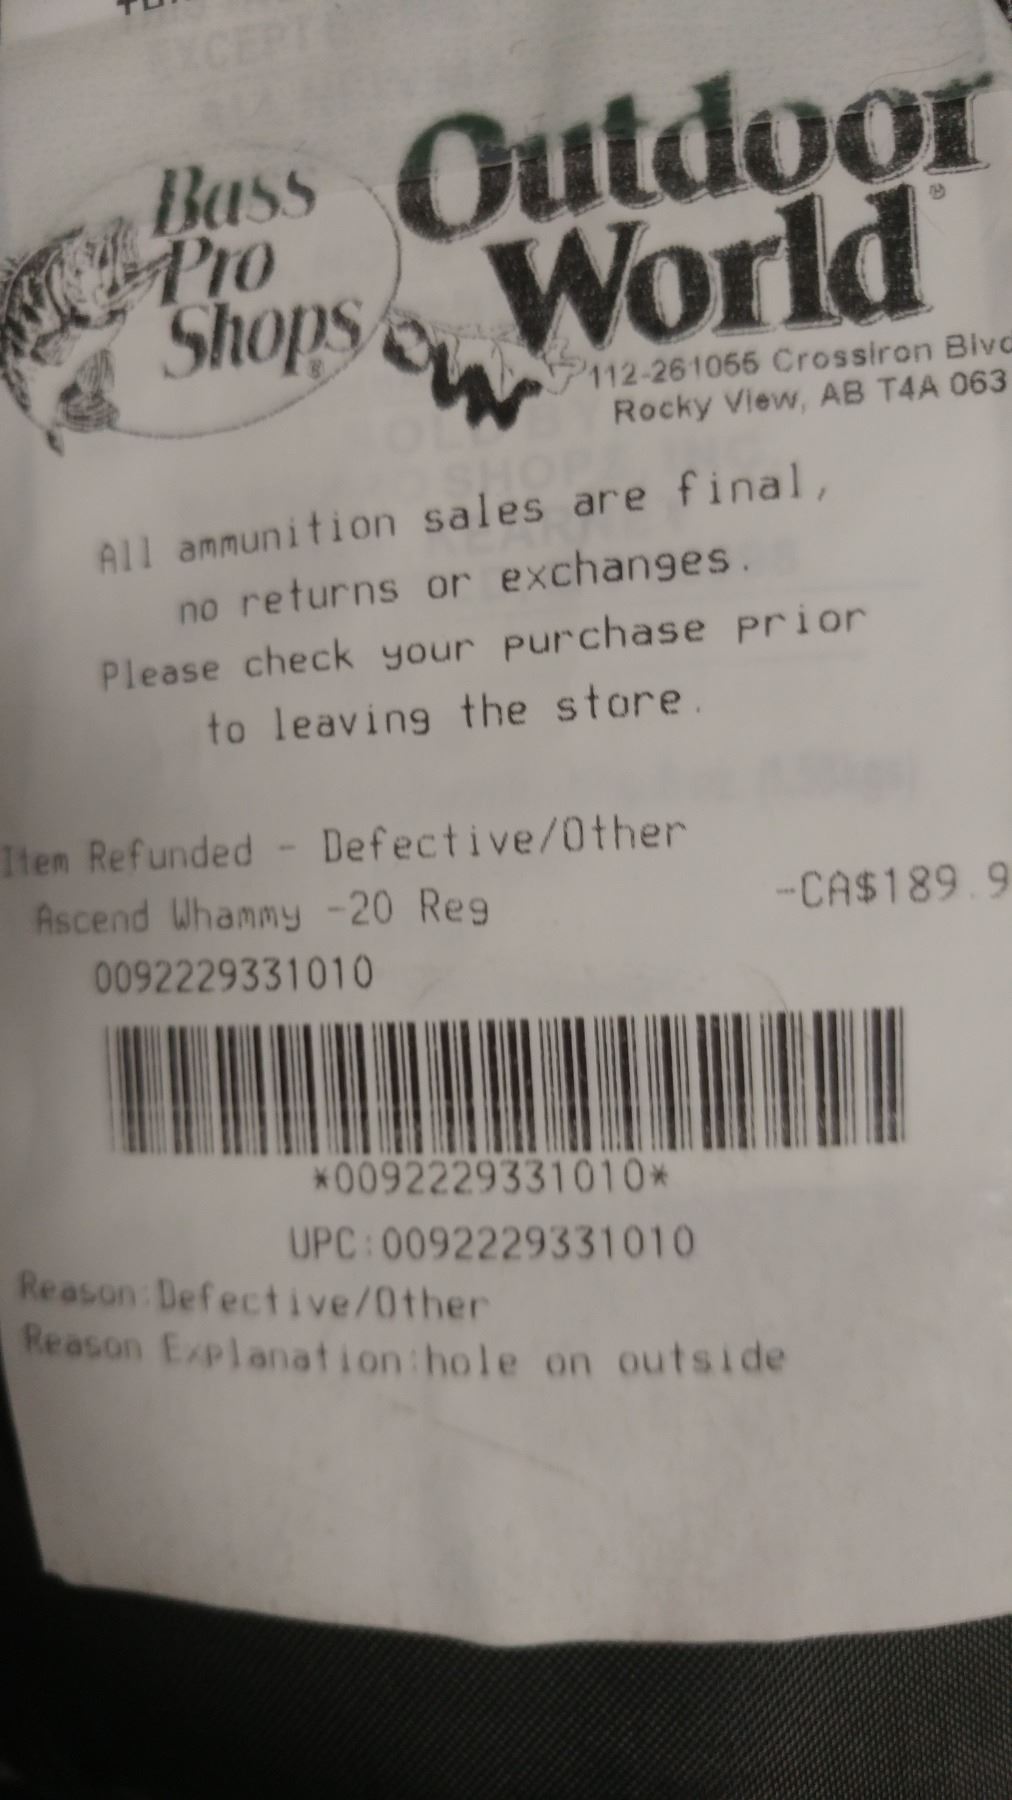 Bass
Pro
Shops®
Outdoor
World®
112-261055 CrossIron Blvd
Rocky View, AB T4A 0G3
All ammunition sales are final,
no returns or exchanges.
Please check your purchase prior
to leaving the store.
Item Refunded - Defective/Other
Ascend Whammy -20 Reg -CA$189.9
0092229331010
*0092229331010*
UPC:0092229331010
Reason:Defective/Other
Reason Explanation:hole on outside